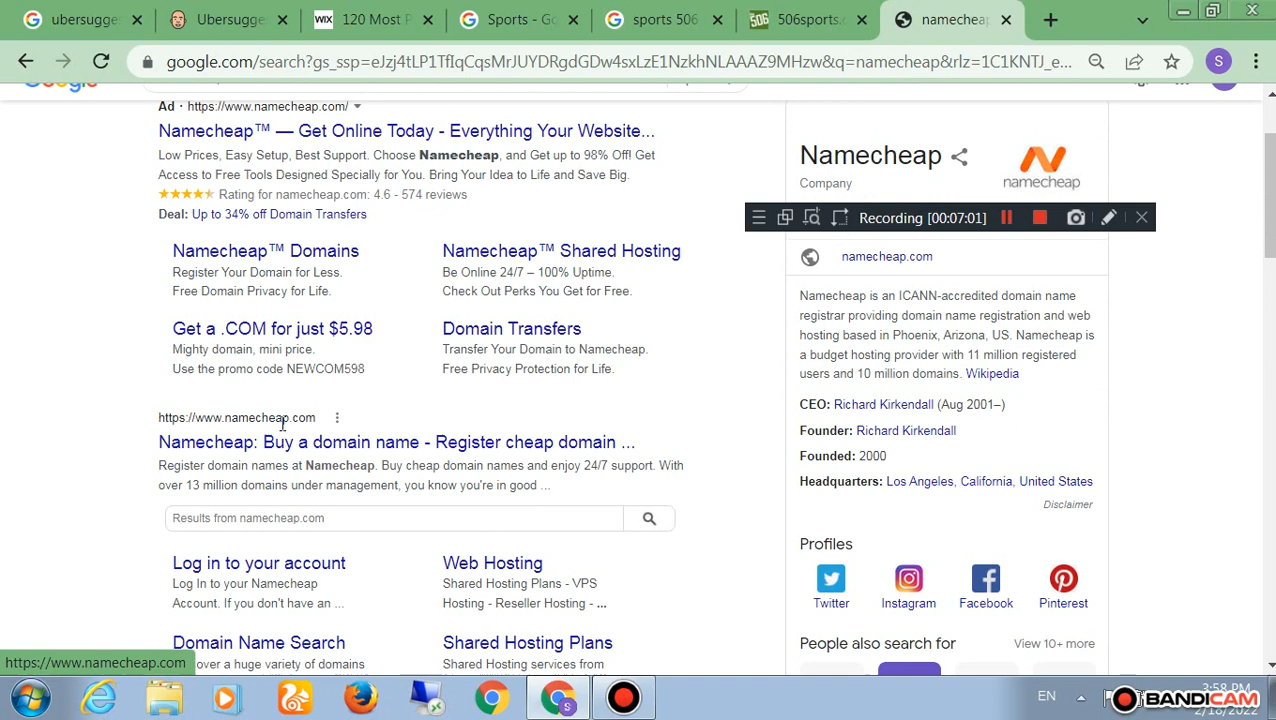 ubersugge
Ubersugge
WIX 120 Most P
Sports - Go
sports 506
506 506sports.c
namecheap
google.com/search?gs_ssp=eJzj4tLP1TfIqCqsMrJUYDRgdGDw4sxLzE1NzkhNLAAAZ9MHzw&q=namecheap&rlz=1C1KNTJ_e...
S
Ad · https://www.namecheap.com/
Namecheap™ — Get Online Today - Everything Your Website...
Low Prices, Easy Setup, Best Support. Choose Namecheap, and Get up to 98% Off! Get
Access to Free Tools Designed Specially for You. Bring Your Idea to Life and Save Big.
Rating for namecheap.com: 4.6 - 574 reviews
Deal: Up to 34% off Domain Transfers
Namecheap™ Domains
Register Your Domain for Less.
Free Domain Privacy for Life.
Namecheap™ Shared Hosting
Be Online 24/7 – 100% Uptime.
Check Out Perks You Get for Free.
Get a .COM for just $5.98
Mighty domain, mini price.
Use the promo code NEWCOM598
Domain Transfers
Transfer Your Domain to Namecheap.
Free Privacy Protection for Life.
https://www.namecheap.com
Namecheap: Buy a domain name - Register cheap domain ...
Register domain names at Namecheap. Buy cheap domain names and enjoy 24/7 support. With
over 13 million domains under management, you know you're in good ...
Results from namecheap.com
Log in to your account
Log In to your Namecheap
Account. If you don't have an ...
Web Hosting
Shared Hosting Plans - VPS
Hosting - Reseller Hosting - ...
Domain Name Search
over a huge variety of domains
Shared Hosting Plans
Shared Hosting services from
https://www.namecheap.com
Namecheap
Company
namecheap
Recording [00:07:01]
namecheap.com
Namecheap is an ICANN-accredited domain name
registrar providing domain name registration and web
hosting based in Phoenix, Arizona, US. Namecheap is
a budget hosting provider with 11 million registered
users and 10 million domains. Wikipedia
CEO: Richard Kirkendall (Aug 2001–)
Founder: Richard Kirkendall
Founded: 2000
Headquarters: Los Angeles, California, United States
Disclaimer
Profiles
Twitter
Instagram
Facebook
Pinterest
People also search for
View 10+ more
S
EN
3:58 PM
2/18/2022
BANDICAM